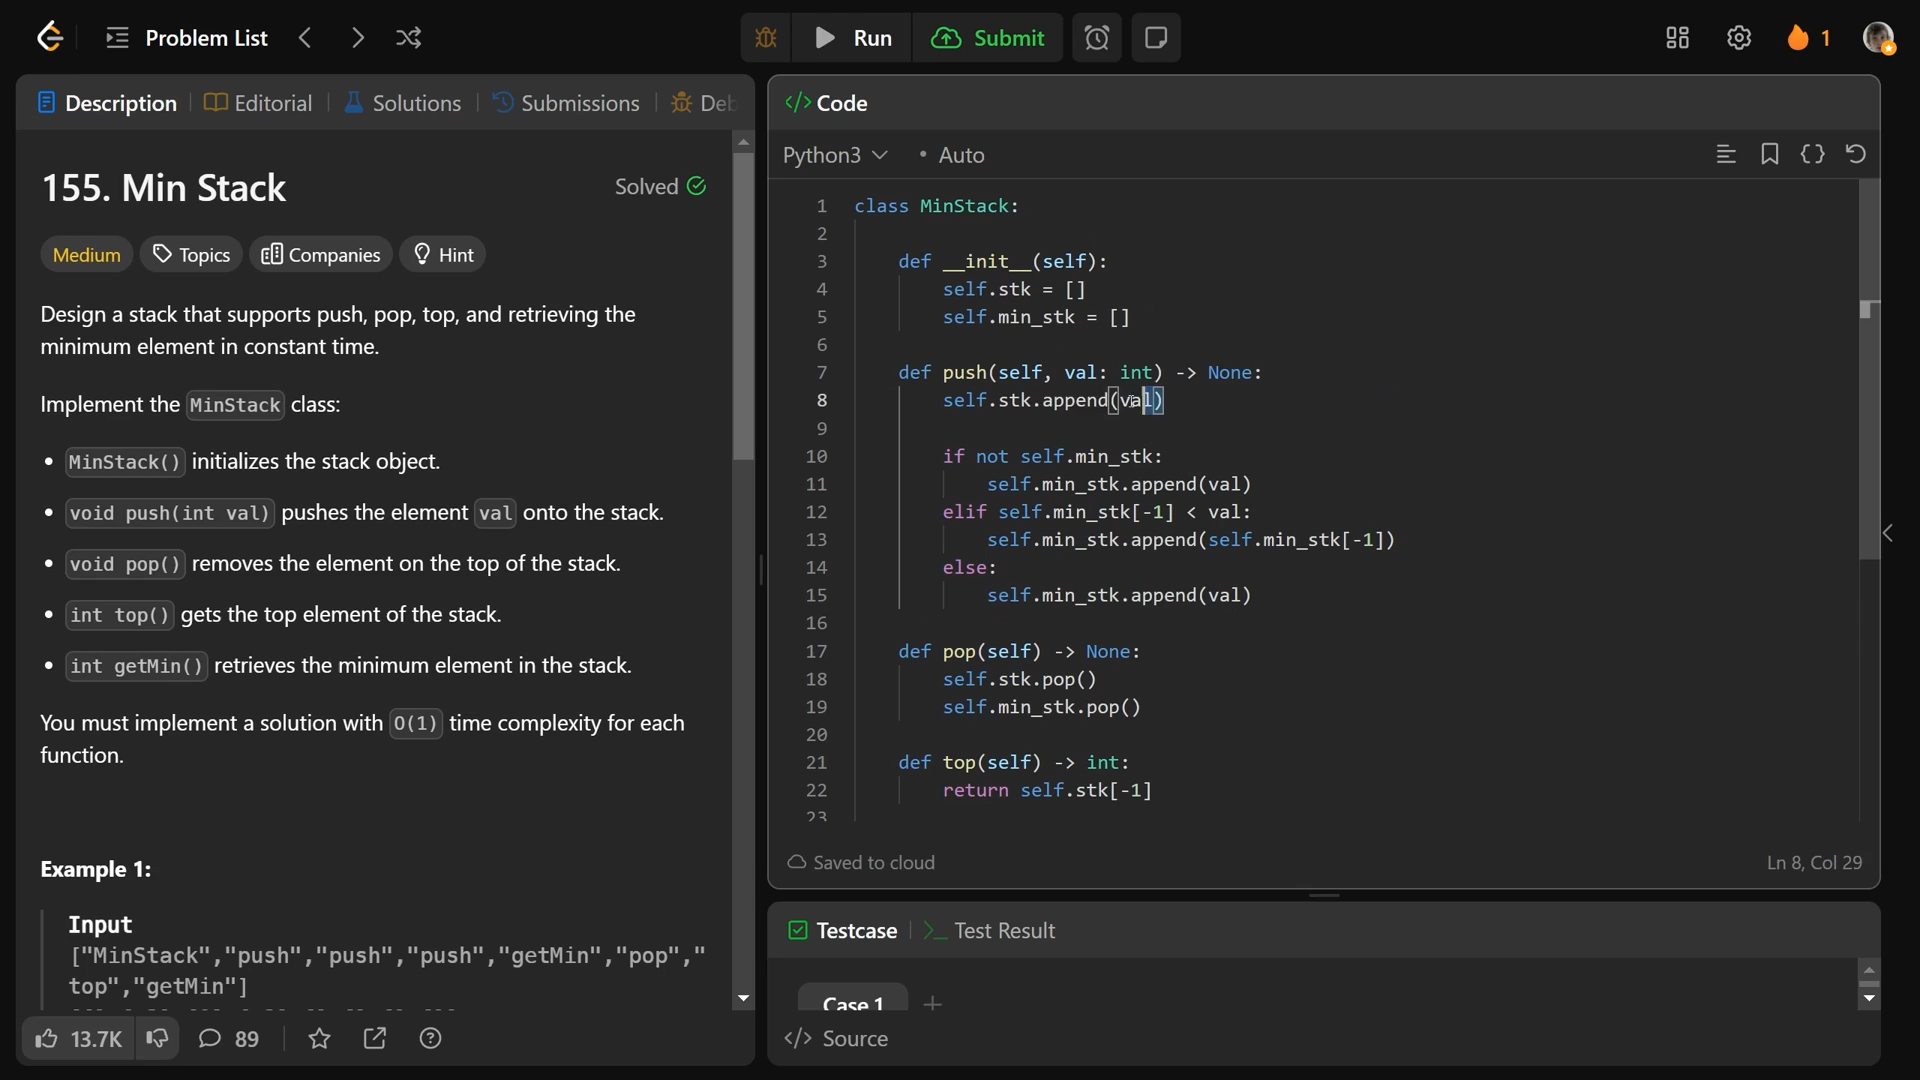 Problem List
Run
Submit
1
Description
Editorial
Solutions
Submissions
155. Min Stack
Solved
Medium
Topics
Companies
Hint
Design a stack that supports push, pop, top, and retrieving the
minimum element in constant time.
Implement the MinStack class:
• MinStack() initializes the stack object.
• void push(int val) pushes the element val onto the stack.
• void pop() removes the element on the top of the stack.
• int top() gets the top element of the stack.
• int getMin() retrieves the minimum element in the stack.
You must implement a solution with O(1) time complexity for each
function.
Example 1:
Input
["MinStack","push","push","push","getMin","pop","
top","getMin"]
13.7K
89
</> Code
Python3
• Auto
1 class MinStack:
2
3 def __init__(self):
4 self.stk = []
5 self.min_stk = []
6
7 def push(self, val: int) -> None:
8 self.stk.append(val)
9
10 if not self.min_stk:
11 self.min_stk.append(val)
12 elif self.min_stk[-1] < val:
13 self.min_stk.append(self.min_stk[-1])
14 else:
15 self.min_stk.append(val)
16
17 def pop(self) -> None:
18 self.stk.pop()
19 self.min_stk.pop()
20
21 def top(self) -> int:
22 return self.stk[-1]
23
Saved to cloud
Ln 8, Col 29
Testcase
>_ Test Result
Case 1 +
</> Source